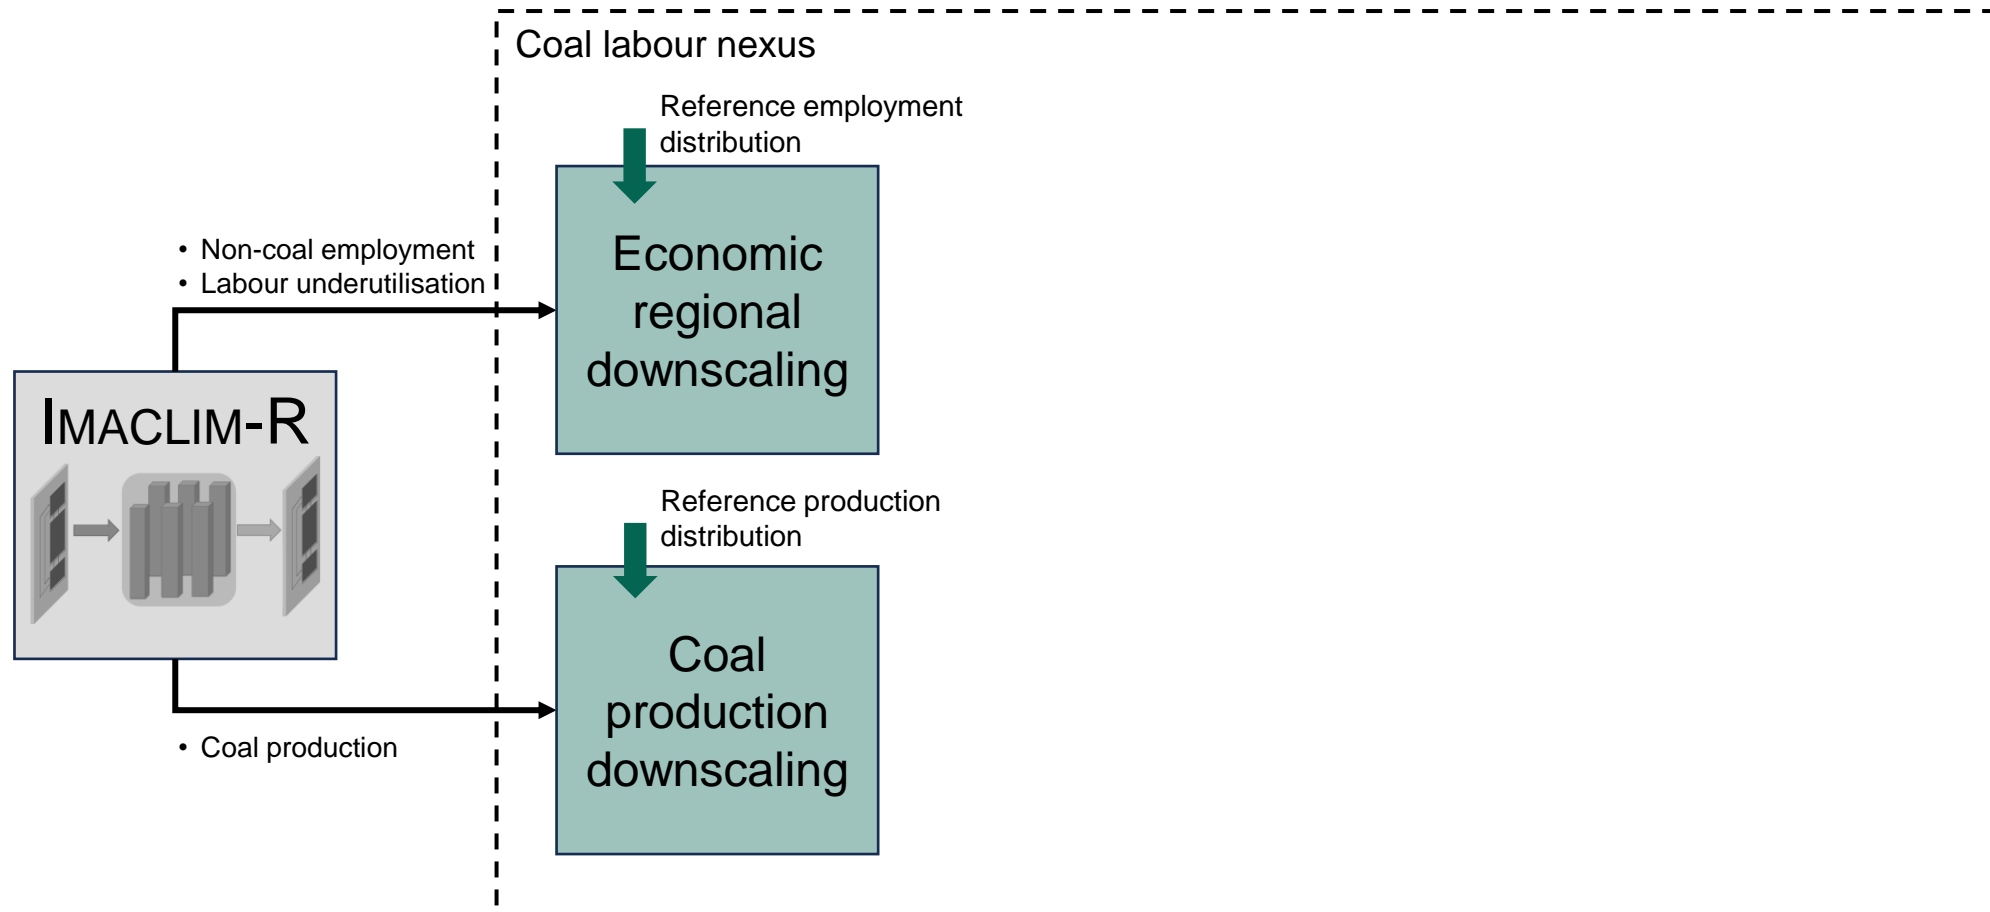 Coal labour nexus
Reference employment
distribution
• Non-coal employment
• Labour underutilisation
Economic
regional
downscaling
IMACLIM-R
Reference production
distribution
Coal
production
downscaling
• Coal production